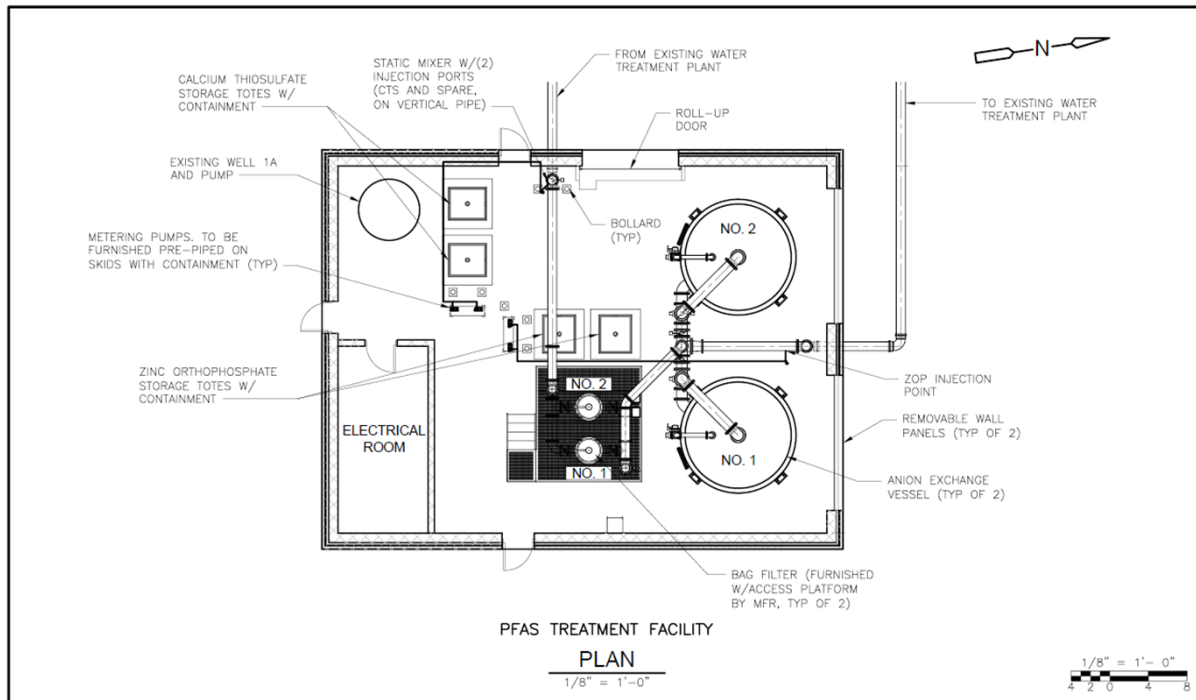 FROM EXISTING WATER
TREATMENT PLANT
N
STATIC MIXER W/(2)
INJECTION PORTS
(CTS AND SPARE,
ON VERTICAL PIPE)
CALCIUM THIOSULFATE
STORAGE TOTES W/
CONTAINMENT
TO EXISTING WATER
TREATMENT PLANT
ROLL-UP
DOOR
EXISTING WELL 1A
AND PUMP
BOLLARD
(TYP)
METERING PUMPS. TO BE
FURNISHED PRE-PIPED ON
SKIDS WITH CONTAINMENT (TYP)
NO. 2
ZINC ORTHOPHOSPHATE
STORAGE TOTES W/
CONTAINMENT
ZOP INJECTION
POINT
NO. 2
ELECTRICAL
ROOM
REMOVABLE WALL
PANELS (TYP OF 2)
NO. 1
NO. 1
ANION EXCHANGE
VESSEL (TYP OF 2)
BAG FILTER (FURNISHED
W/ACCESS PLATFORM
BY MFR, TYP OF 2)
PFAS TREATMENT FACILITY
PLAN
1/8" = 1'-0"
1/8" = 1'- 0"
4 2 0 4 8